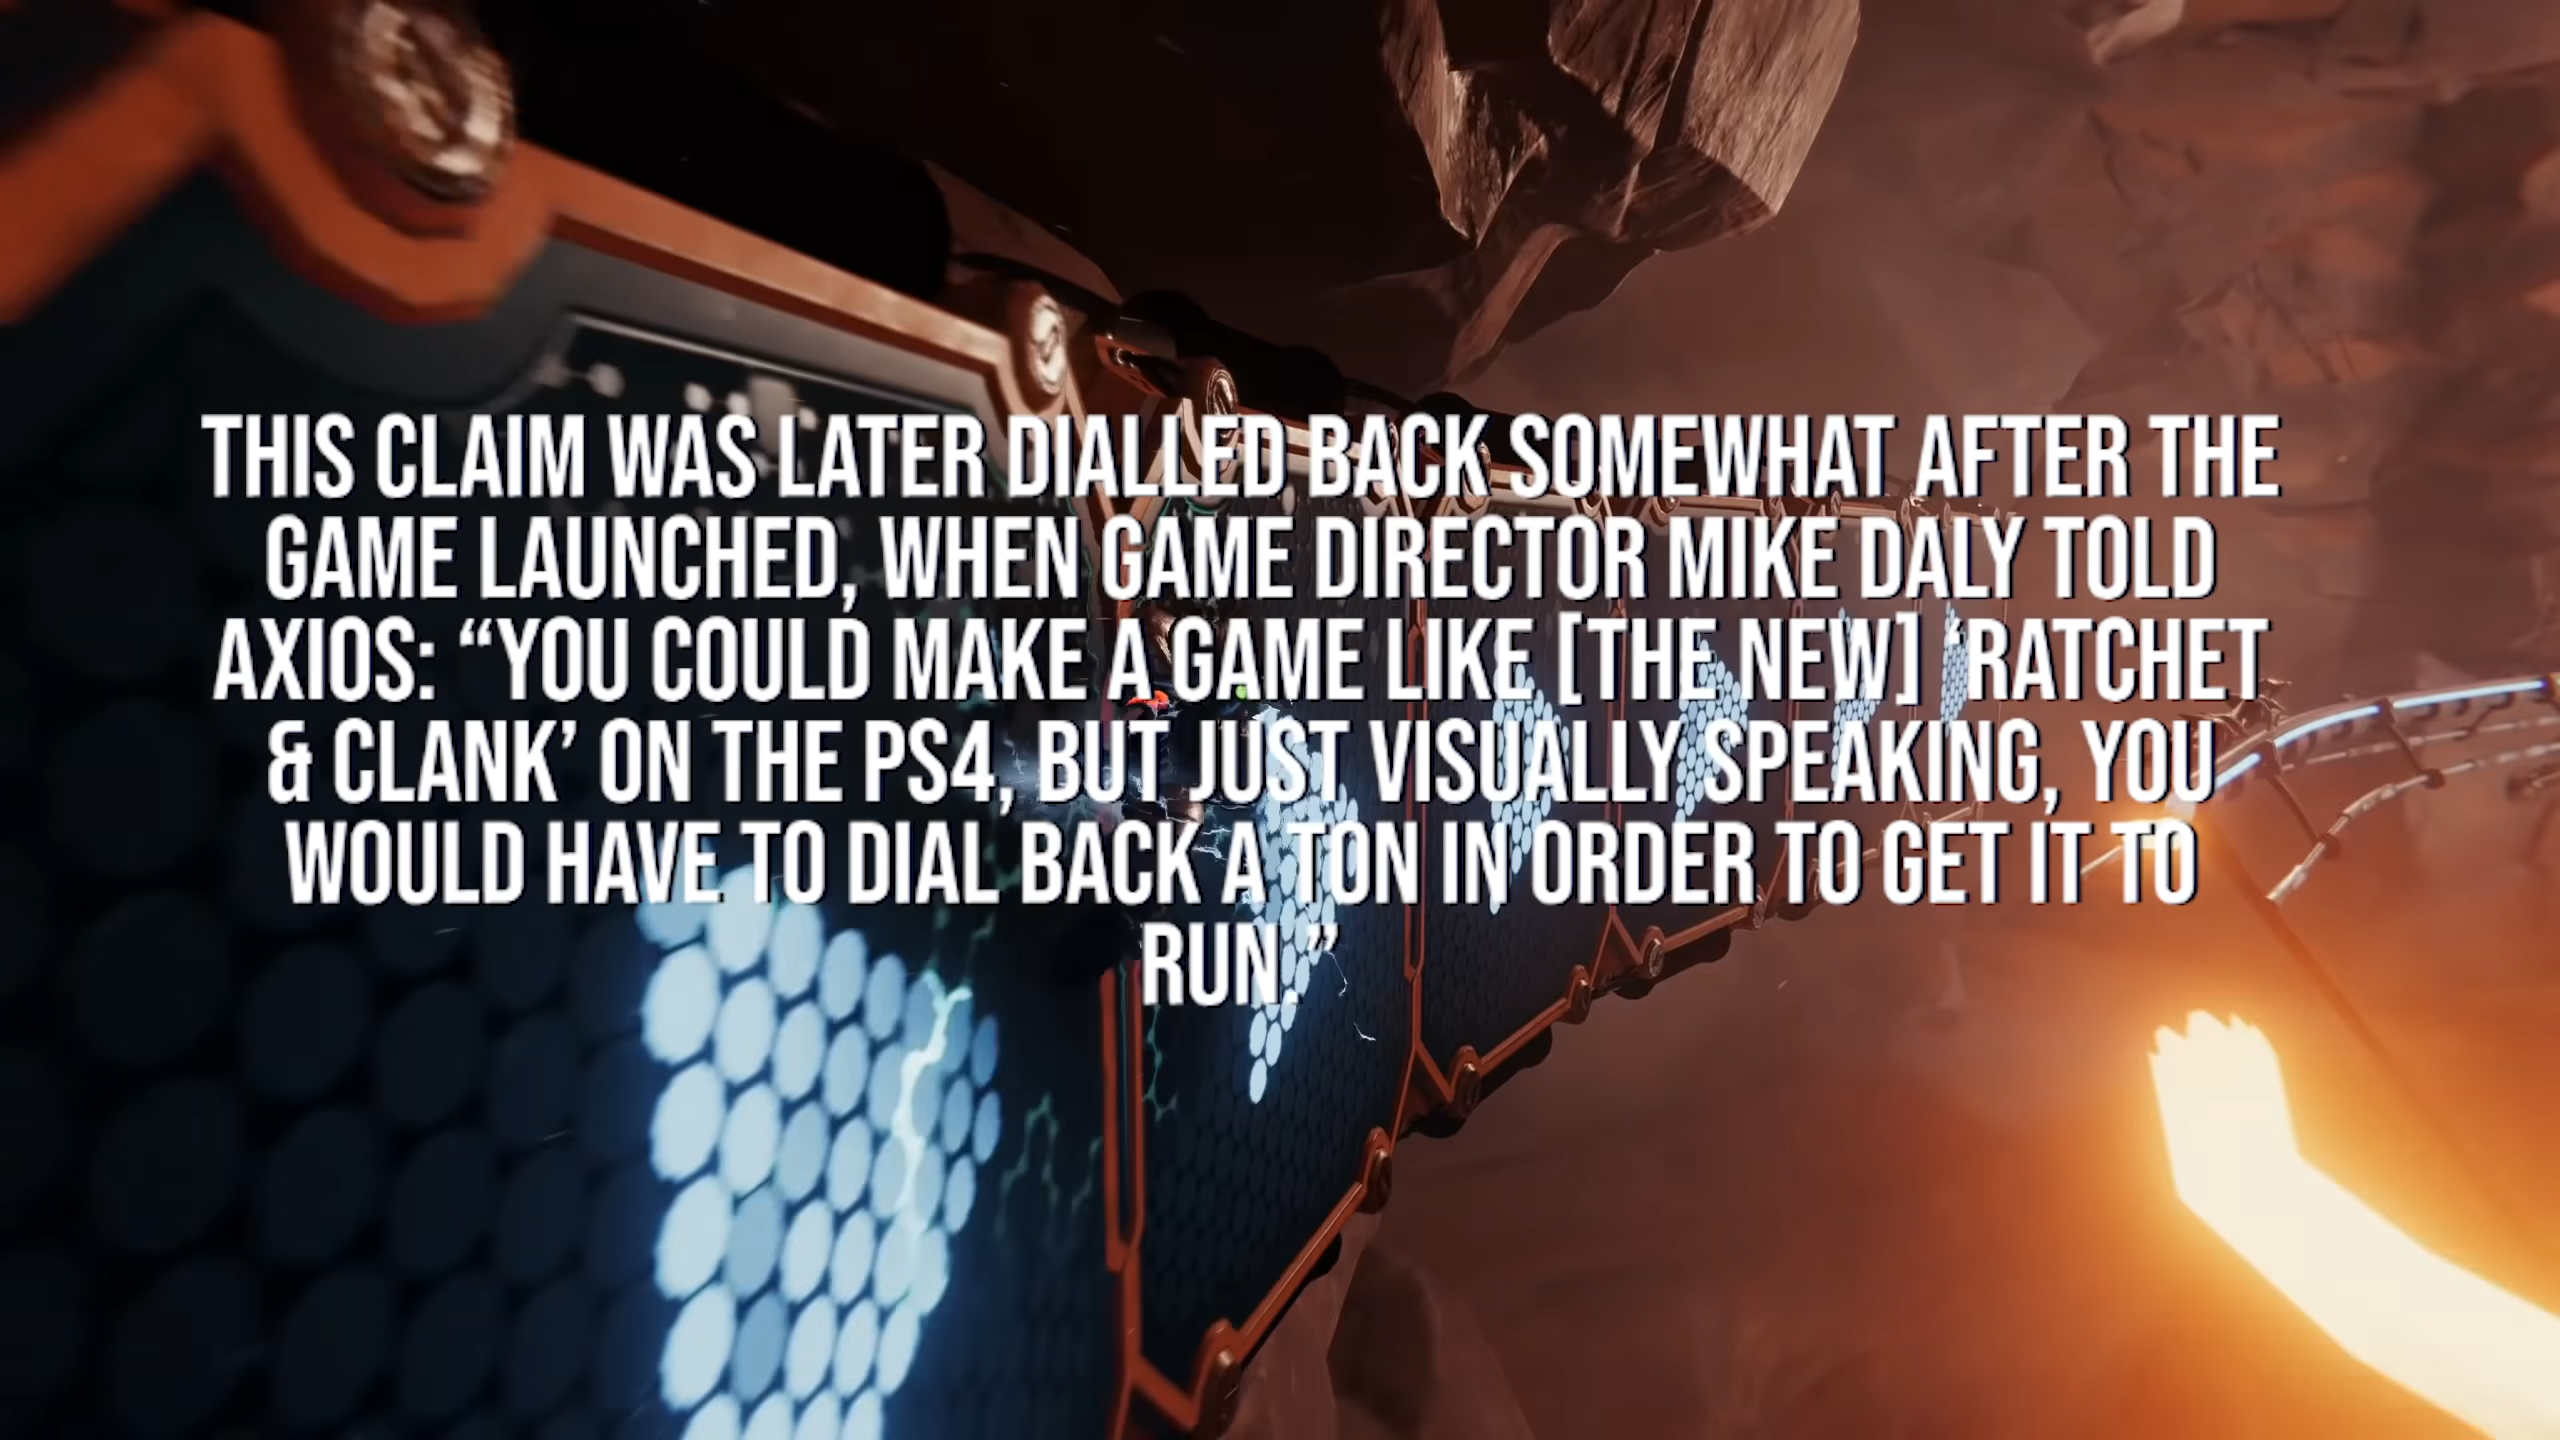 THIS CLAIM WAS LATER DIALLED BACK SOMEWHAT AFTER THE
GAME LAUNCHED, WHEN GAME DIRECTOR MIKE DALY TOLD
AXIOS: “YOU COULD MAKE A GAME LIKE [THE NEW] ‘RATCHET
& CLANK’ ON THE PS4, BUT JUST VISUALLY SPEAKING, YOU
WOULD HAVE TO DIAL BACK A TON IN ORDER TO GET IT TO
RUN.”